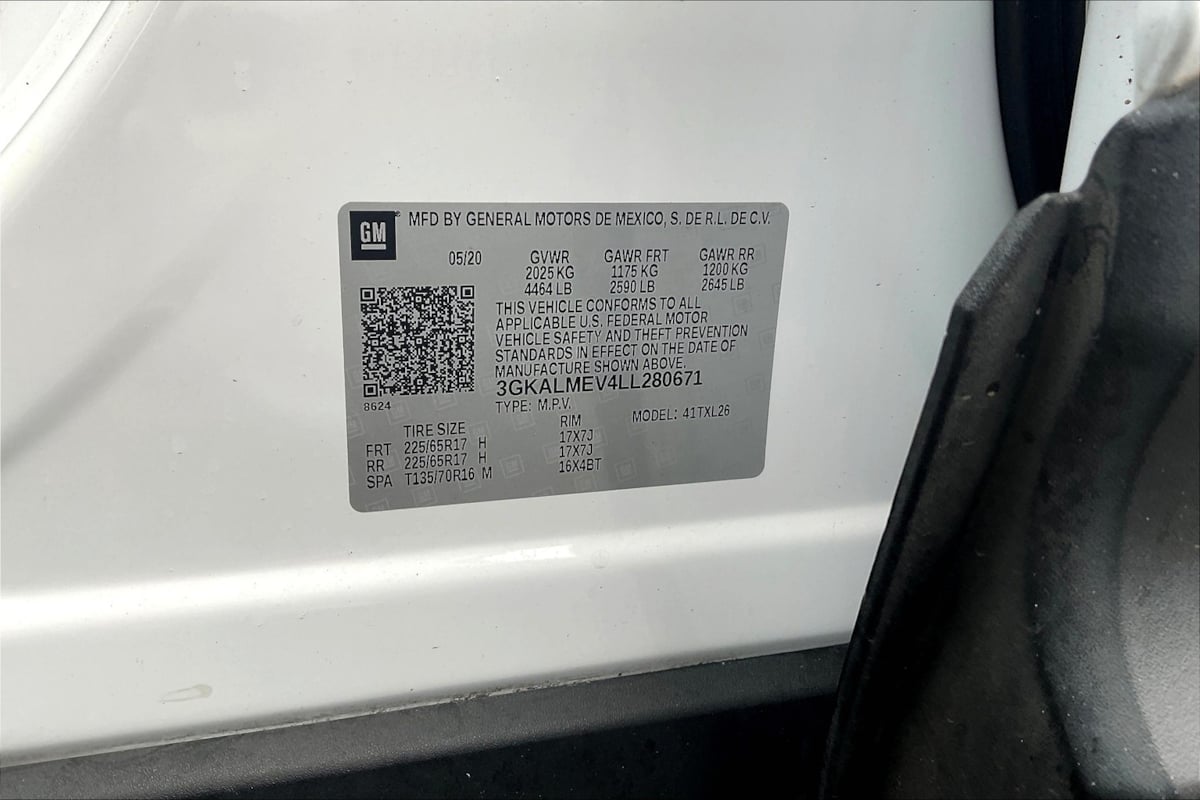 GM® MFD BY GENERAL MOTORS DE MEXICO, S. DE R.L. DE C.V.
05/20 GVWR GAWR FRT GAWR RR
2025 KG 1175 KG 1200 KG
4464 LB 2590 LB 2645 LB
THIS VEHICLE CONFORMS TO ALL
APPLICABLE U.S. FEDERAL MOTOR
VEHICLE SAFETY AND THEFT PREVENTION
STANDARDS IN EFFECT ON THE DATE OF
MANUFACTURE SHOWN ABOVE.
3GKALMEV4LL280671
8624
TYPE: M.P.V. MODEL: 41TXL26
TIRE SIZE RIM
FRT 225/65R17 H 17X7J
RR 225/65R17 H 17X7J
SPA T135/70R16 M 16X4BT